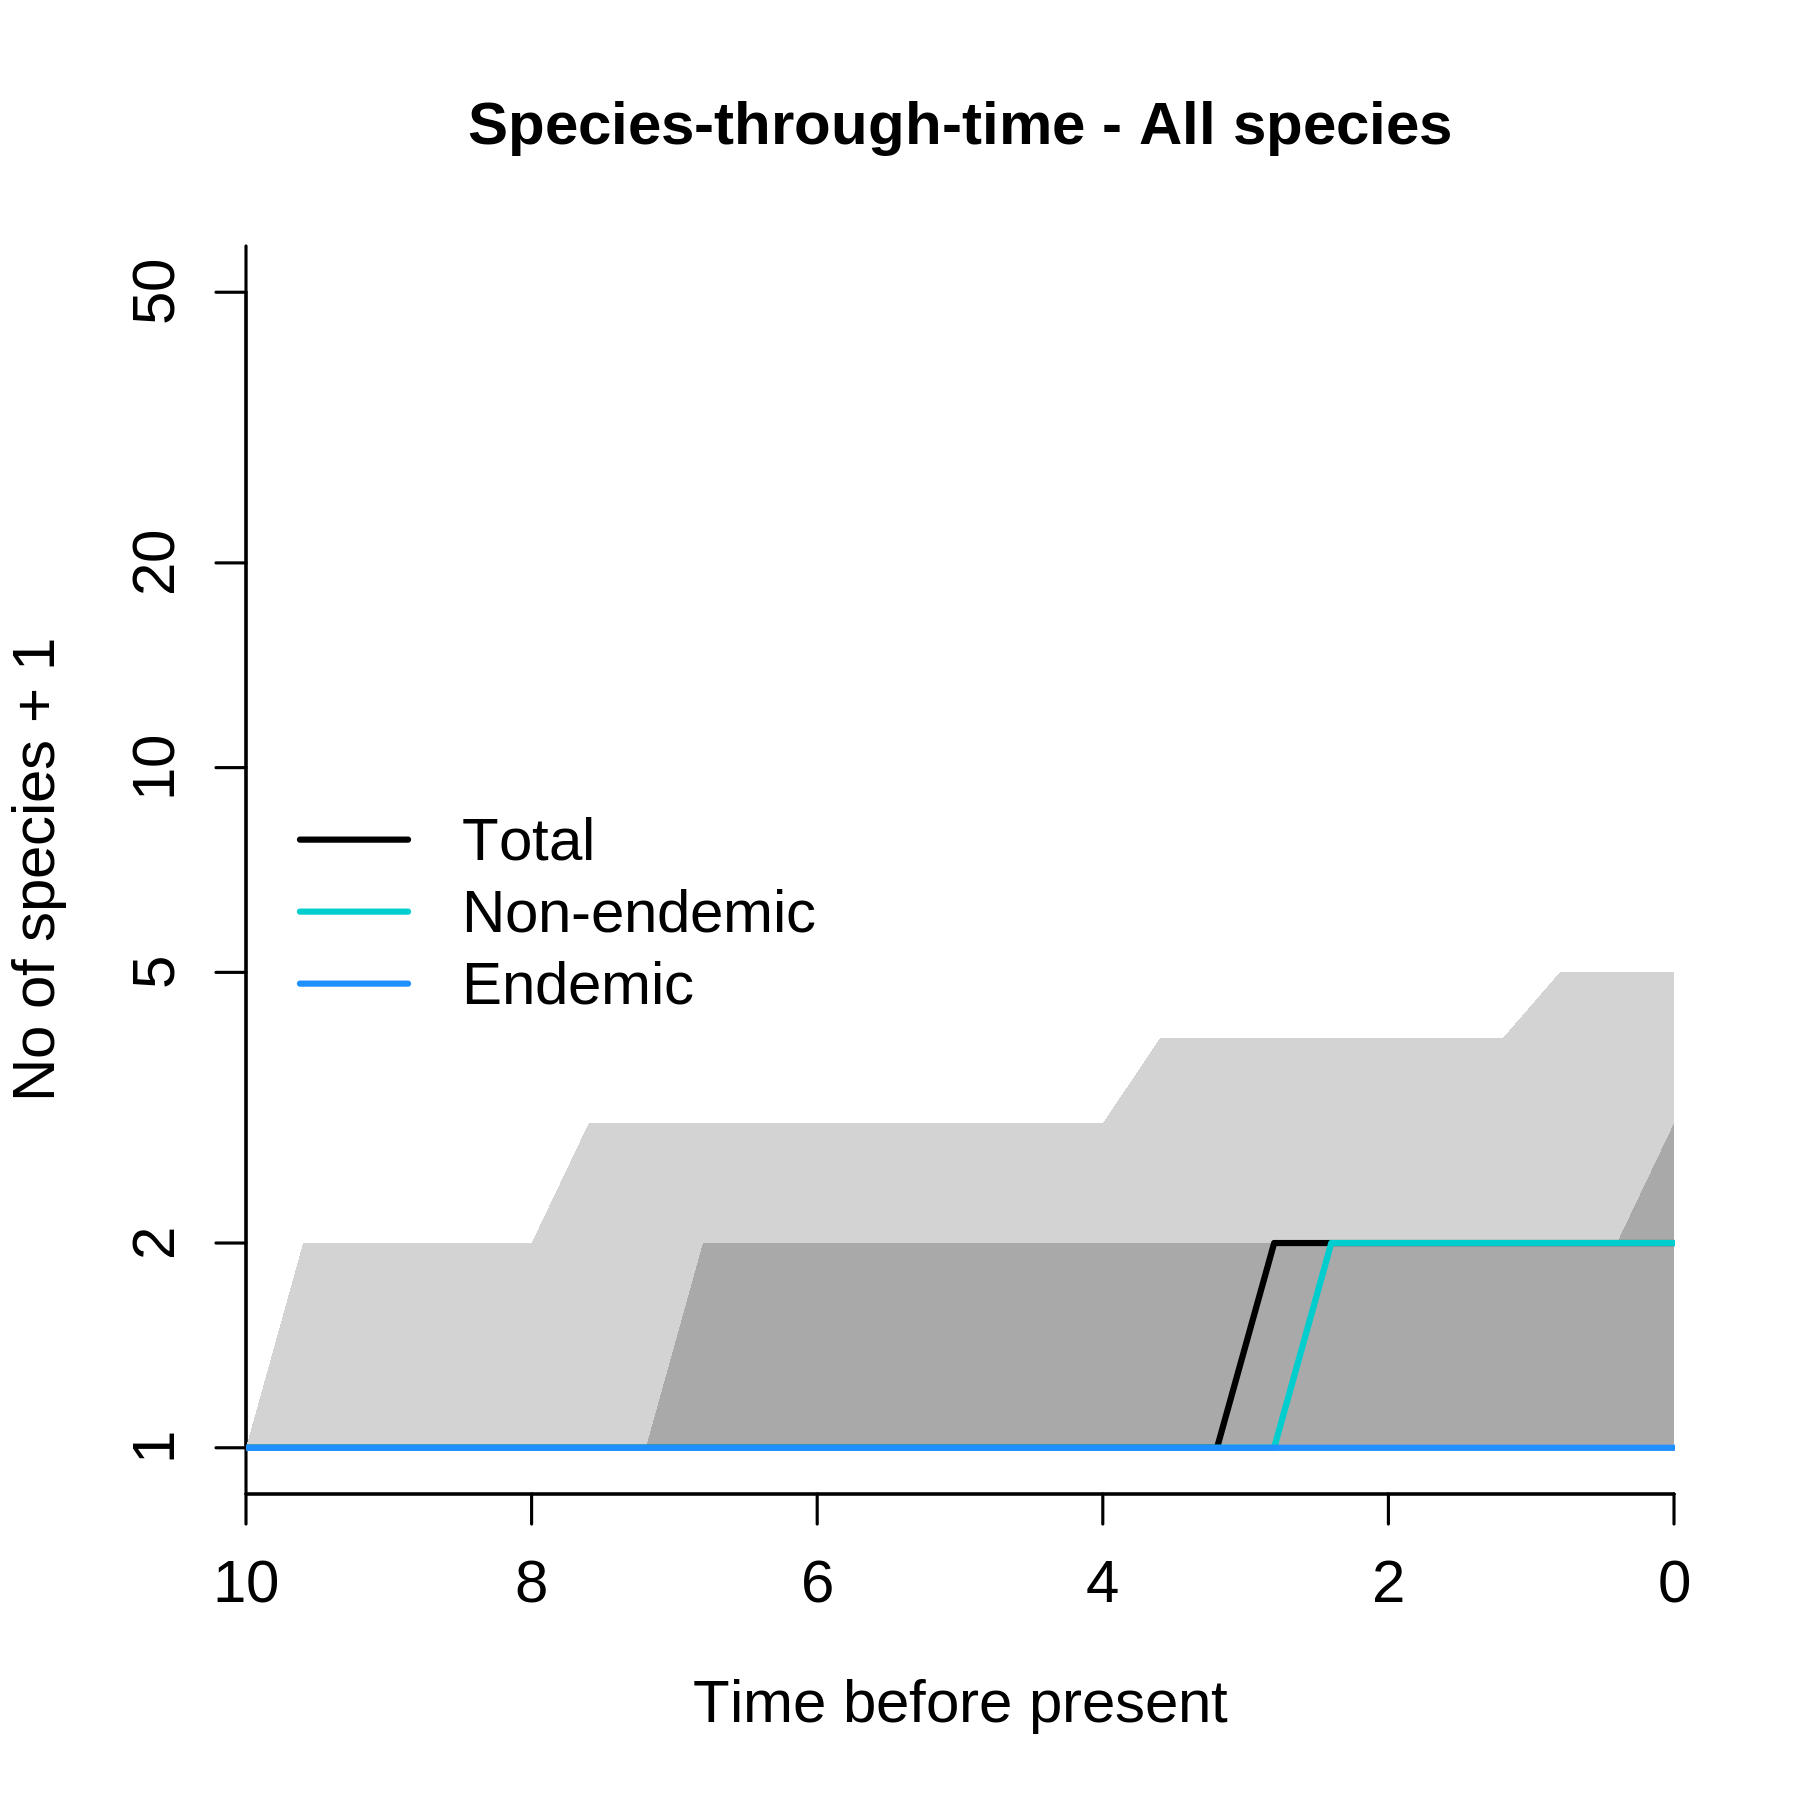 Species-through-time - All species
No of species + 1
50
20
10
5
2
1
Total
Non-endemic
Endemic
10 8 6 4 2 0
Time before present